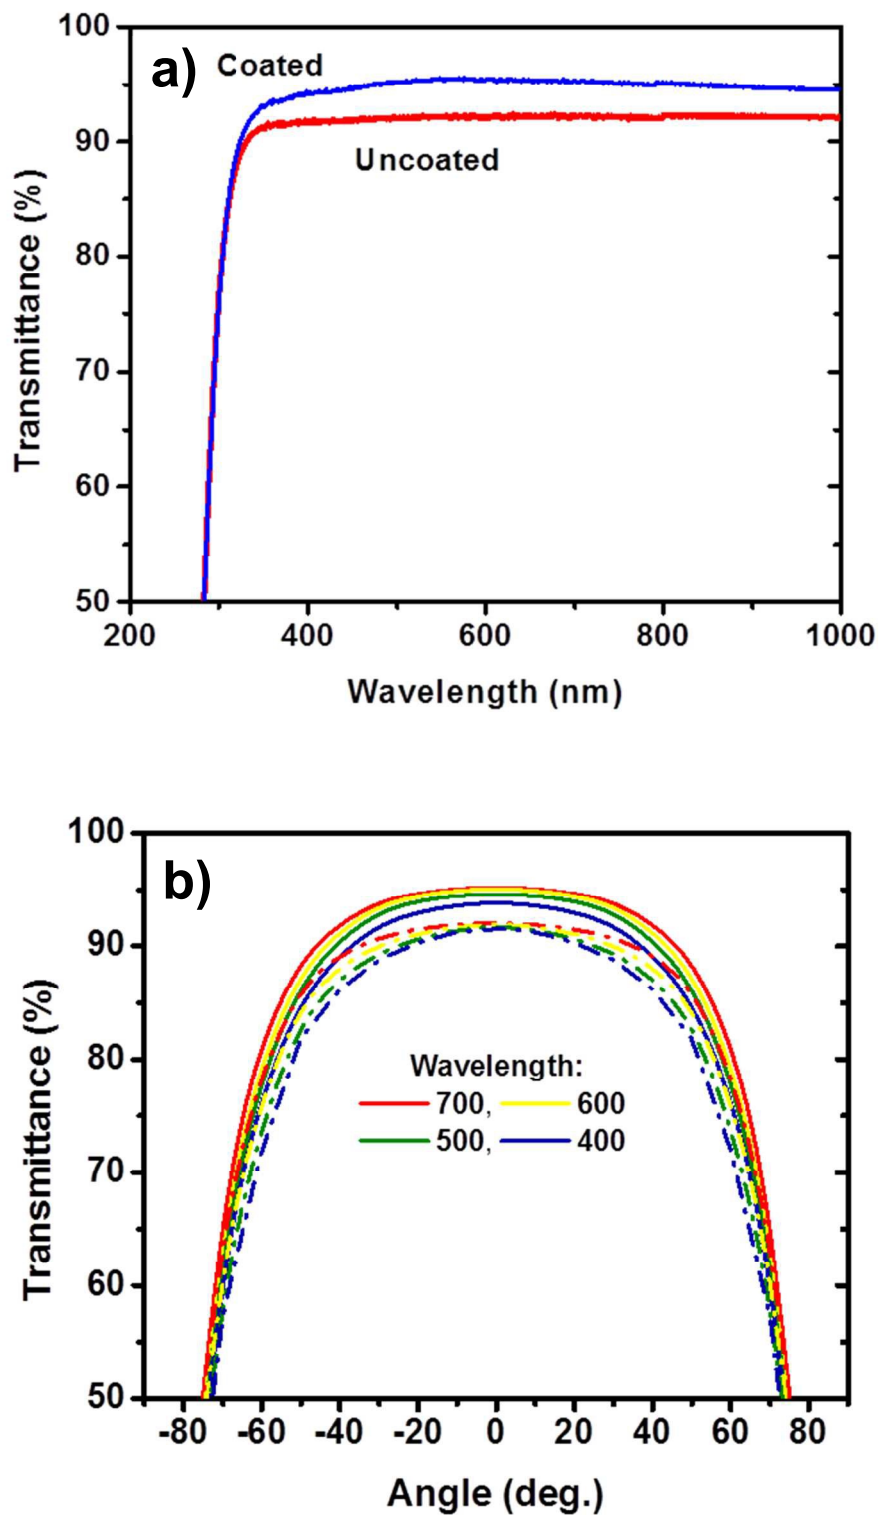 a)
Coated
Uncoated
100
90
80
70
60
50
200 400 600 800 1000
Transmittance (%)
Wavelength (nm)
b)
100
90
80
70
60
50
Wavelength:
700, 600
500, 400
-80 -60 -40 -20 0 20 40 60 80
Transmittance (%)
Angle (deg.)